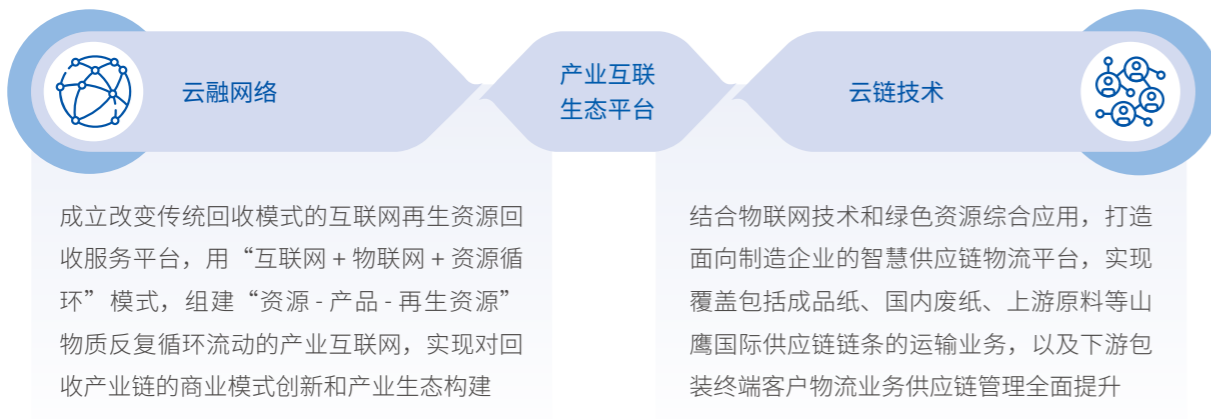 云融网络
产业互联
生态平台
云链技术
成立改变传统回收模式的互联网再生资源回
收服务平台，用“互联网 + 物联网 + 资源循
环”模式，组建“资源 - 产品 - 再生资源”
物质反复循环流动的产业互联网，实现对回
收产业链的商业模式创新和产业生态构建
结合物联网技术和绿色资源综合应用，打造
面向制造企业的智慧供应链物流平台，实现
覆盖包括成品纸、国内废纸、上游原料等山
鹰国际供应链链条的运输业务，以及下游包
装终端客户物流业务供应链管理全面提升